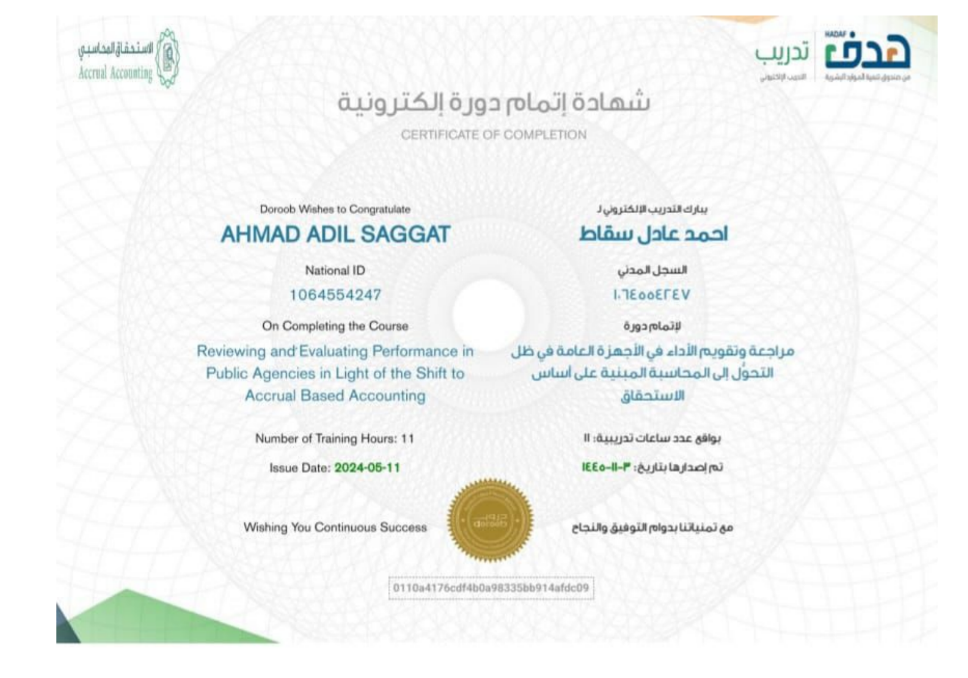 الاستحقاق المحاسبي
Accrual Accounting
HADAF
هدف
من صندوق تنمية الموارد البشرية
تدريب
التدريب الإلكتروني
شهادة إتمام دورة إلكترونية
CERTIFICATE OF COMPLETION
Doroob Wishes to Congratulate
AHMAD ADIL SAGGAT
National ID
1064554247
On Completing the Course
Reviewing and Evaluating Performance in
Public Agencies in Light of the Shift to
Accrual Based Accounting
Number of Training Hours: 11
Issue Date: 2024-05-11
Wishing You Continuous Success
يبارك التدريب الإلكتروني لـ
احمد عادل سقاط
السجل المدني
١٠٦٤٥٥٤٢٤٧
لإتمام دورة
مراجعة وتقويم الأداء في الأجهزة العامة في ظل
التحوُّل إلى المحاسبة المبنية على أساس
الاستحقاق
بواقع عدد ساعات تدريبية: ١١
تم إصدارها بتاريخ: ٣-١١-١٤٤٥
مع تمنياتنا بدوام التوفيق والنجاح
دروب
doroob
0110a4176cdf4b0a98335bb914afdc09